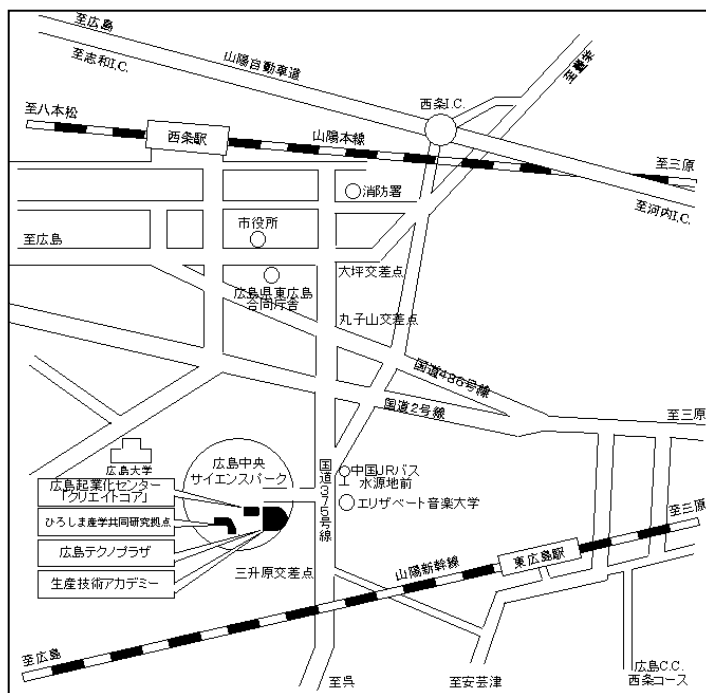 至広島
至志和I.C.
山陽自動車道
至豊栄
西条I.C.
至八本松
西条駅
山陽本線
至三原
消防署
至河内I.C.
市役所
至広島
大坪交差点
広島県東広島
合同庁舎
丸子山交差点
国道486号線
国道2号線
至三原
広島大学
広島中央
サイエンスパーク
国道375号線
中国JRバス
水源地前
エリザベート音楽大学
広島起業化センター
「クリエイトコア」
ひろしま産学共同研究拠点
広島テクノプラザ
生産技術アカデミー
三升原交差点
山陽新幹線
東広島駅
至三原
至広島
至呉
至安芸津
広島C.C.
西条コース